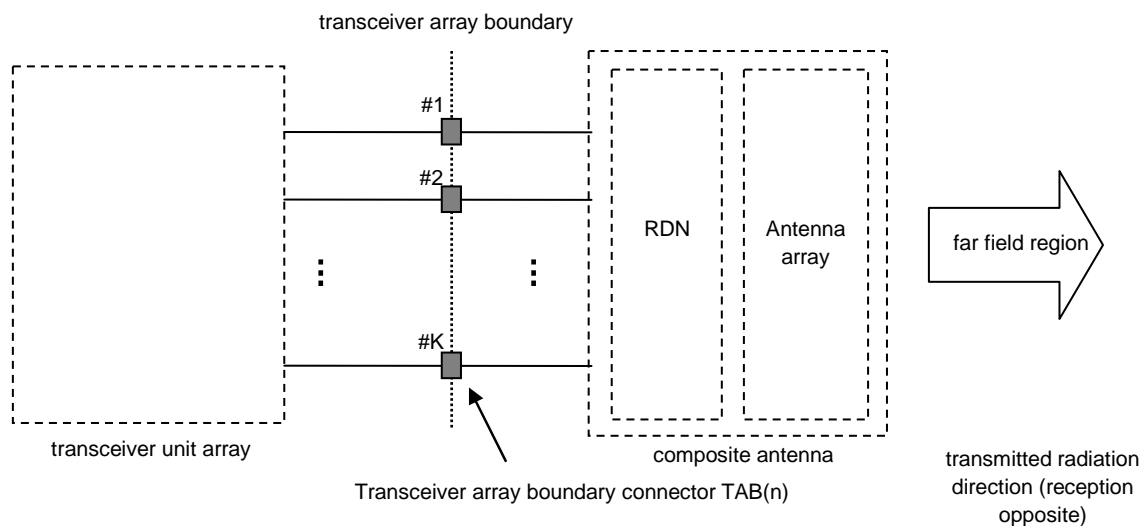 transceiver array boundary
#1
#2
#K
RDN
Antenna
array
far field region
transceiver unit array
composite antenna
Transceiver array boundary connector TAB(n)
transmitted radiation
direction (reception
opposite)